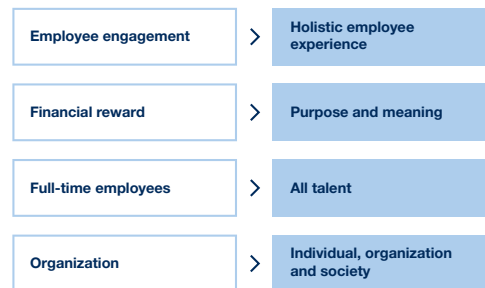 Employee engagement
Holistic employee
experience
Financial reward
Purpose and meaning
Full-time employees
All talent
Organization
Individual, organization
and society